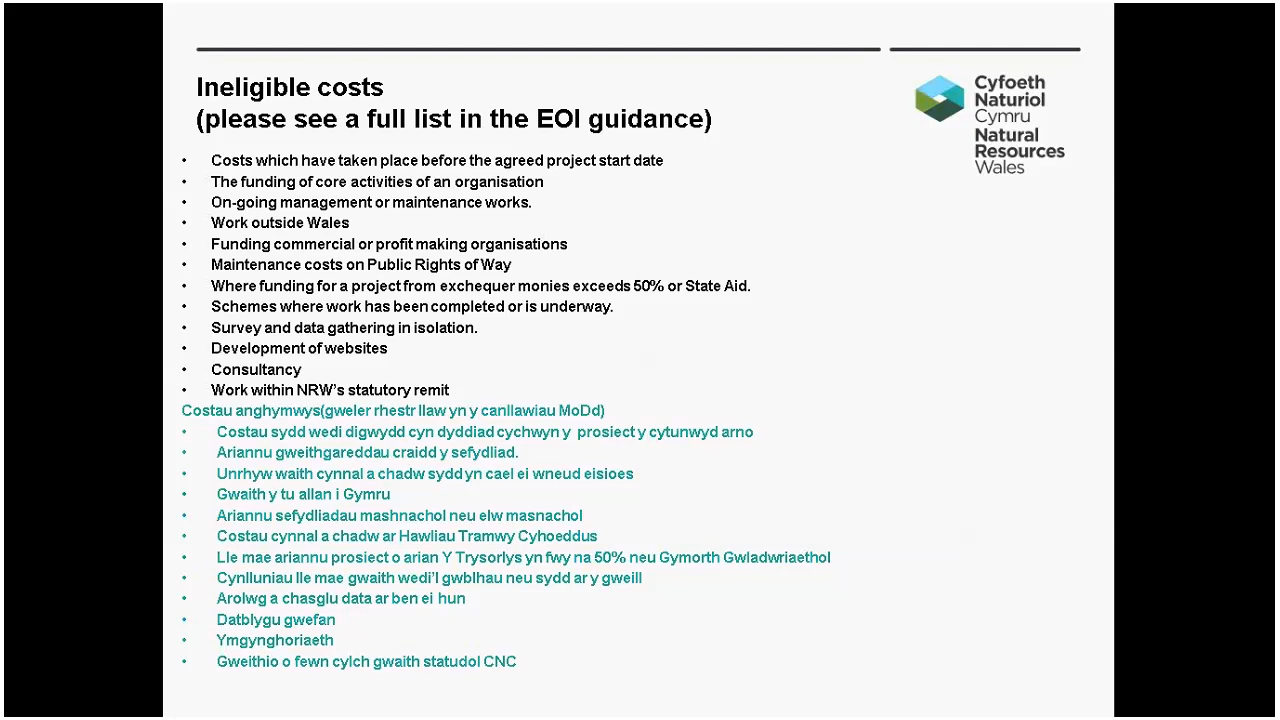 Ineligible costs
(please see a full list in the EOI guidance)
Cyfoeth
Naturiol
Cymru
Natural
Resources
Wales
• Costs which have taken place before the agreed project start date
• The funding of core activities of an organisation
• On-going management or maintenance works.
• Work outside Wales
• Funding commercial or profit making organisations
• Maintenance costs on Public Rights of Way
• Where funding for a project from exchequer monies exceeds 50% or State Aid.
• Schemes where work has been completed or is underway.
• Survey and data gathering in isolation.
• Development of websites
• Consultancy
• Work within NRW's statutory remit
Costau anghymwys(gweler rhestr llaw yn y canllawiau MoDd)
• Costau sydd wedi digwydd cyn dyddiad cychwyn y prosiect y cytunwyd arno
• Ariannu gweithgareddau craidd y sefydliad.
• Unrhyw waith cynnal a chadw sydd yn cael ei wneud eisioes
• Gwaith y tu allan i Gymru
• Ariannu sefydliadau mashnachol neu elw masnachol
• Costau cynnal a chadw ar Hawliau Tramwy Cyhoeddus
• Lle mae ariannu prosiect o arian Y Trysorlys yn fwy na 50% neu Gymorth Gwladwriaethol
• Cynlluniau lle mae gwaith wedi'l gwblhau neu sydd ar y gweill
• Arolwg a chasglu data ar ben ei hun
• Datblygu gwefan
• Ymgynghoriaeth
• Gweithio o fewn cylch gwaith statudol CNC